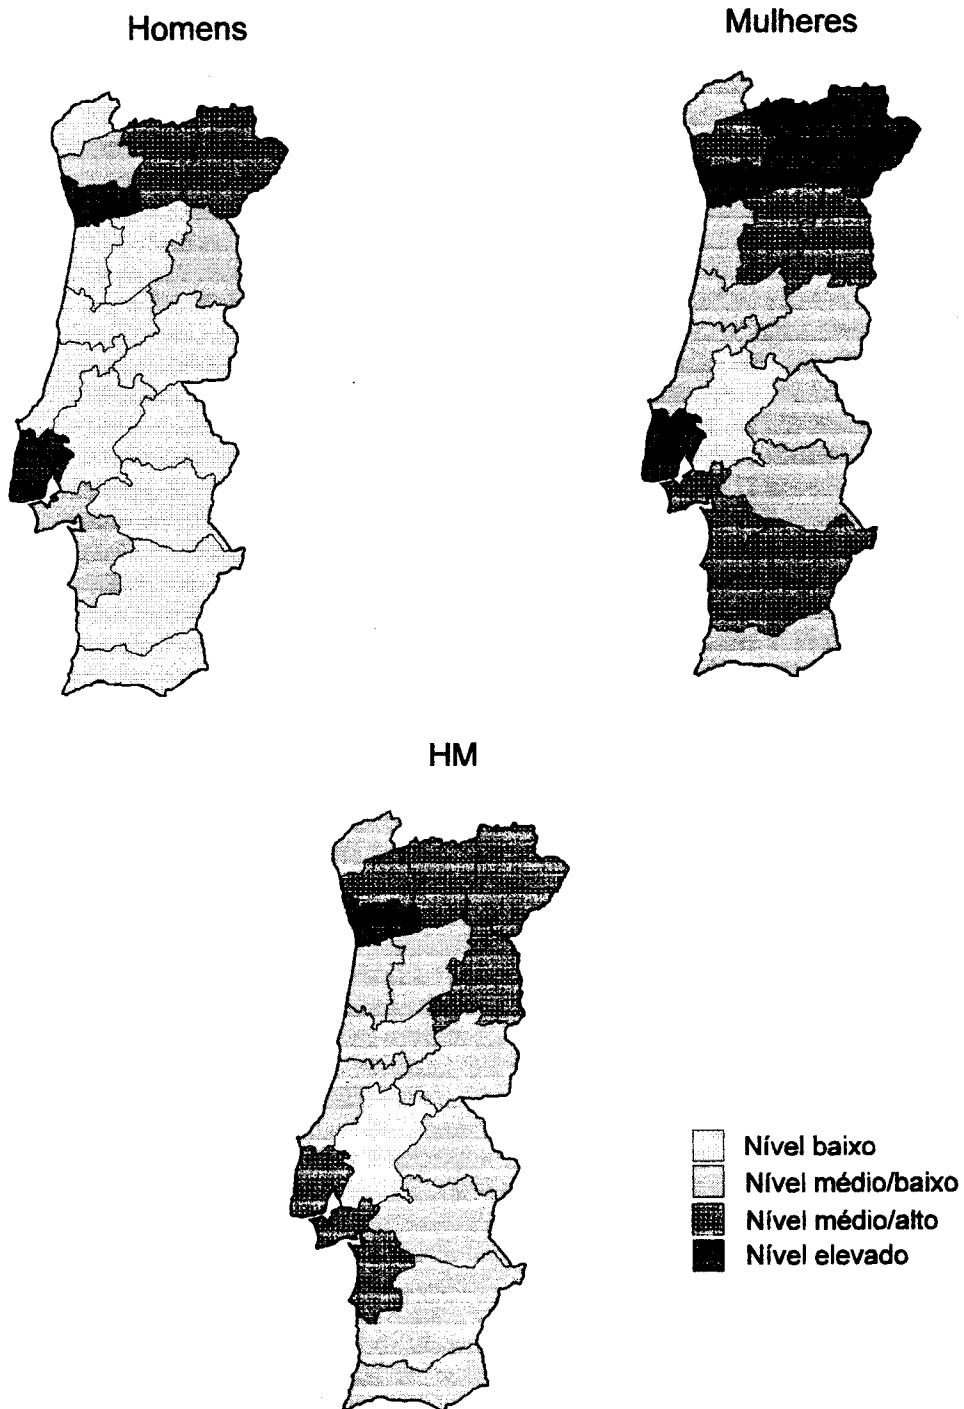 Homens
Mulheres
HM
Nível baixo
Nível médio/baixo
Nível médio/alto
Nível elevado